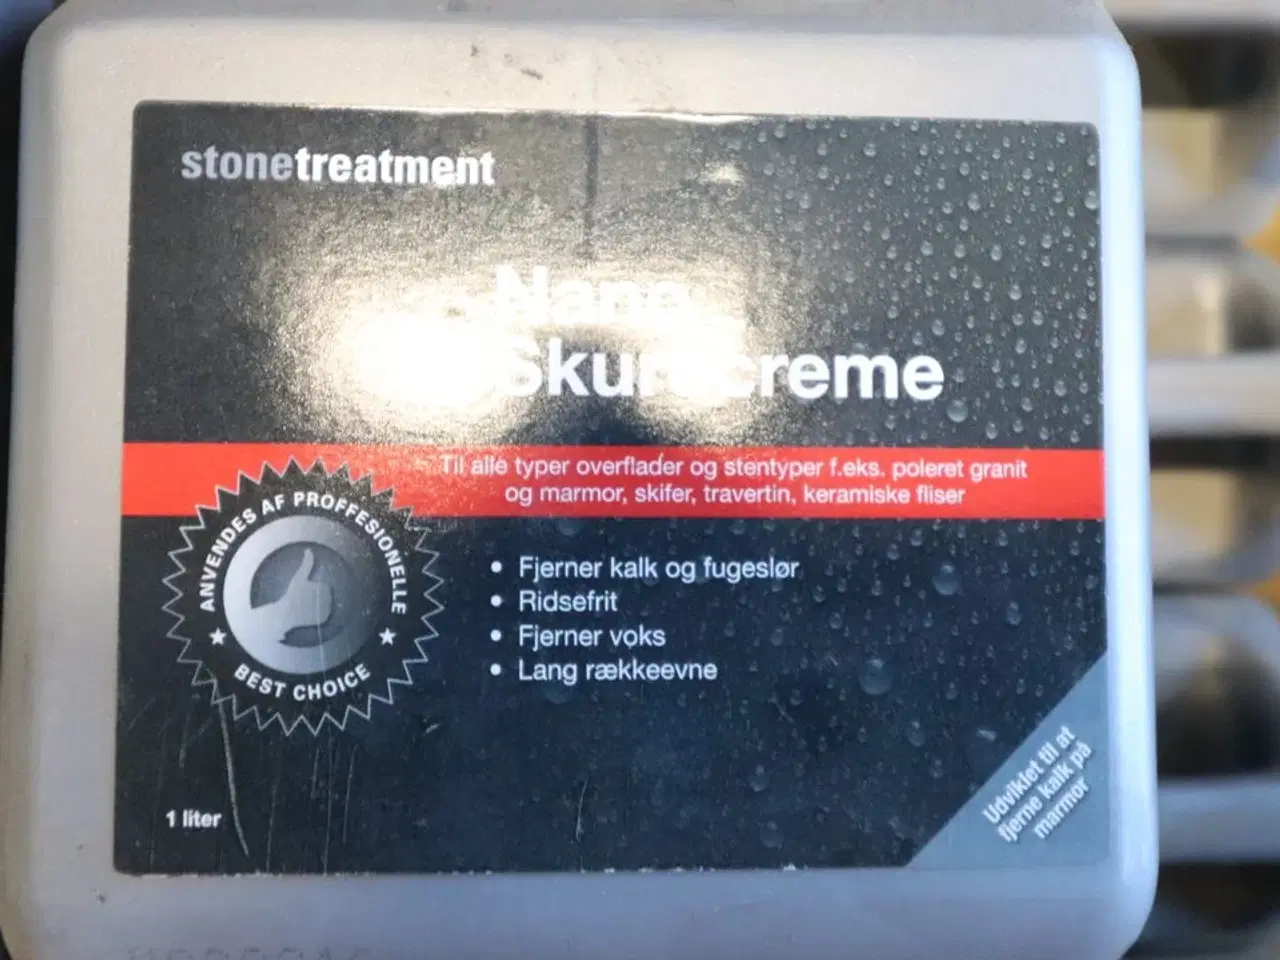 stonetreatment
Nano
Skurecreme
Til alle typer overflader og stentyper f.eks. poleret granit
og marmor, skifer, travertin, keramiske fliser
ANVENDES AF PROFFESIONELLE
BEST CHOICE
• Fjerner kalk og fugeslør
• Ridsefrit
• Fjerner voks
• Lang rækkeevne
1 liter
Udviklet til at
fjerne kalk på
marmor